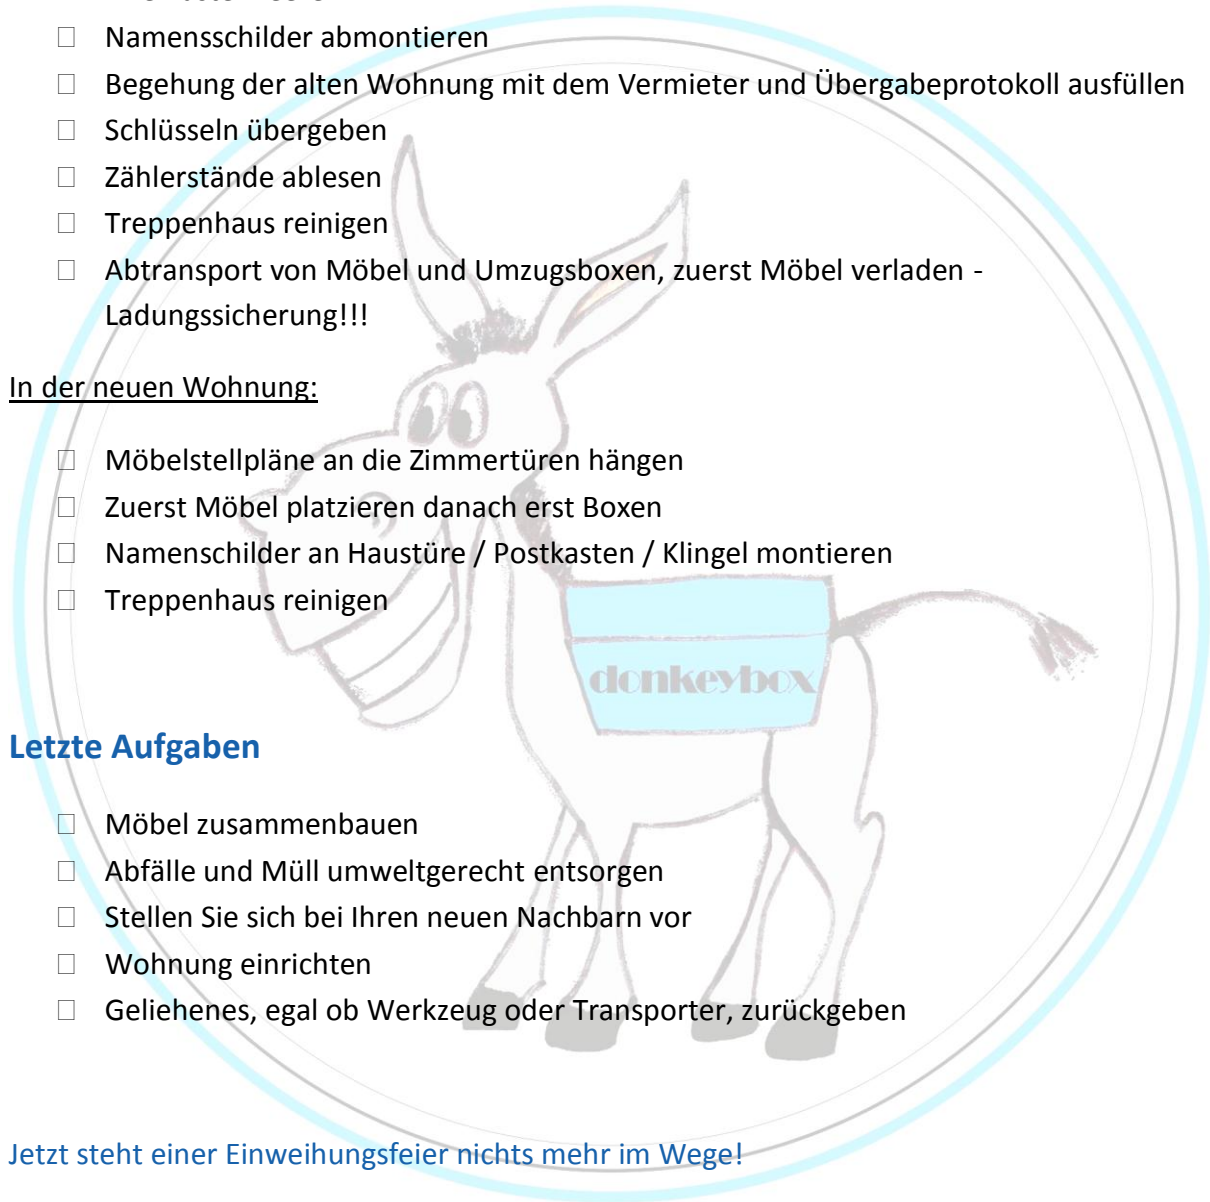 Namensschilder abmontieren
Begehung der alten Wohnung mit dem Vermieter und Übergabeprotokoll ausfüllen
Schlüsseln übergeben
Zählerstände ablesen
Treppenhaus reinigen
Abtransport von Möbel und Umzugsboxen, zuerst Möbel verladen -
Ladungssicherung!!!
In der neuen Wohnung:
Möbelstellpläne an die Zimmertüren hängen
Zuerst Möbel platzieren danach erst Boxen
Namenschilder an Haustüre / Postkasten / Klingel montieren
Treppenhaus reinigen
donkeybox
Letzte Aufgaben
Möbel zusammenbauen
Abfälle und Müll umweltgerecht entsorgen
Stellen Sie sich bei Ihren neuen Nachbarn vor
Wohnung einrichten
Geliehenes, egal ob Werkzeug oder Transporter, zurückgeben
Jetzt steht einer Einweihungsfeier nichts mehr im Wege!